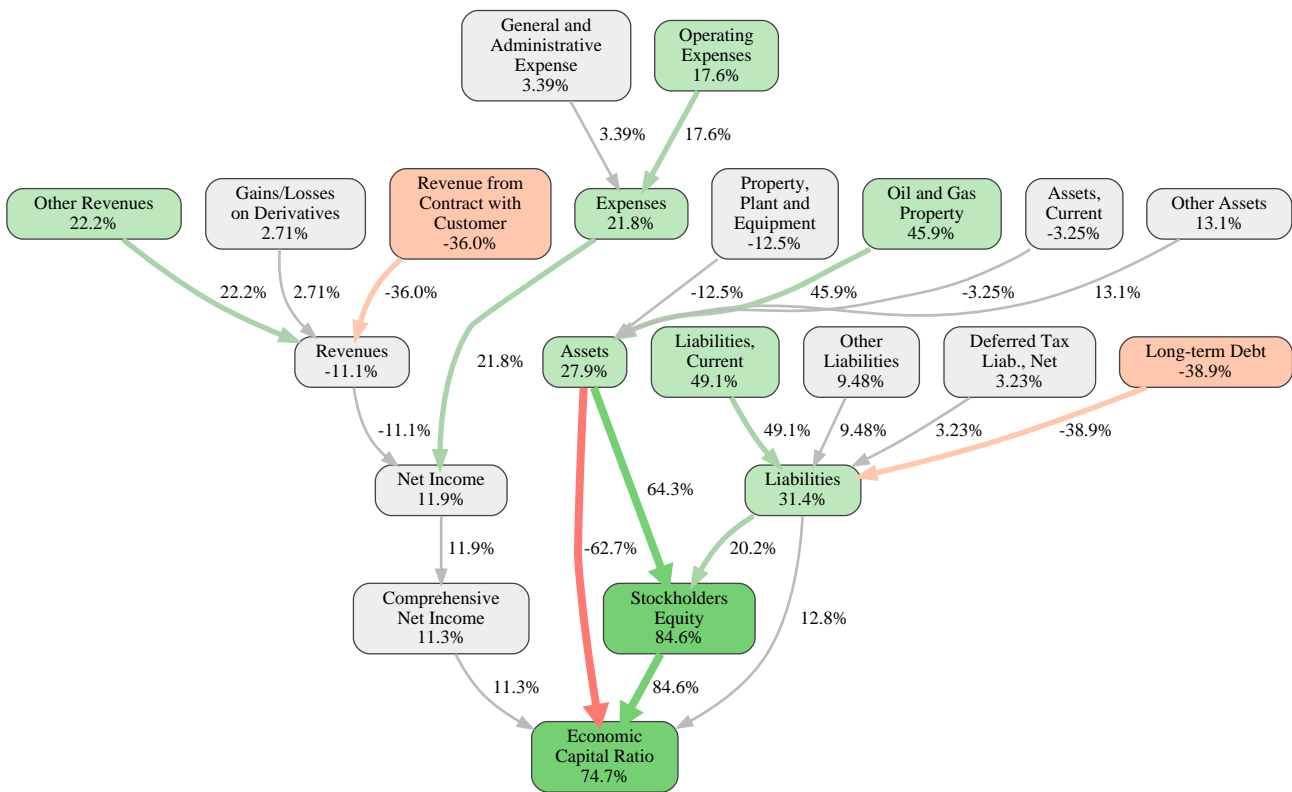 General and
Administrative
Expense
3.39%
Operating
Expenses
17.6%
3.39%
17.6%
Other Revenues
22.2%
Gains/Losses
on Derivatives
2.71%
Revenue from
Contract with
Customer
-36.0%
Expenses
21.8%
Property,
Plant and
Equipment
-12.5%
Oil and Gas
Property
45.9%
Assets,
Current
-3.25%
Other Assets
13.1%
22.2%
2.71%
-36.0%
21.8%
-12.5%
45.9%
-3.25%
13.1%
Revenues
-11.1%
Assets
27.9%
Liabilities,
Current
49.1%
Other
Liabilities
9.48%
Deferred Tax
Liab., Net
3.23%
Long-term Debt
-38.9%
-11.1%
49.1%
9.48%
3.23%
-38.9%
Net Income
11.9%
64.3%
Liabilities
31.4%
11.9%
-62.7%
20.2%
Comprehensive
Net Income
11.3%
Stockholders
Equity
84.6%
12.8%
11.3%
84.6%
Economic
Capital Ratio
74.7%